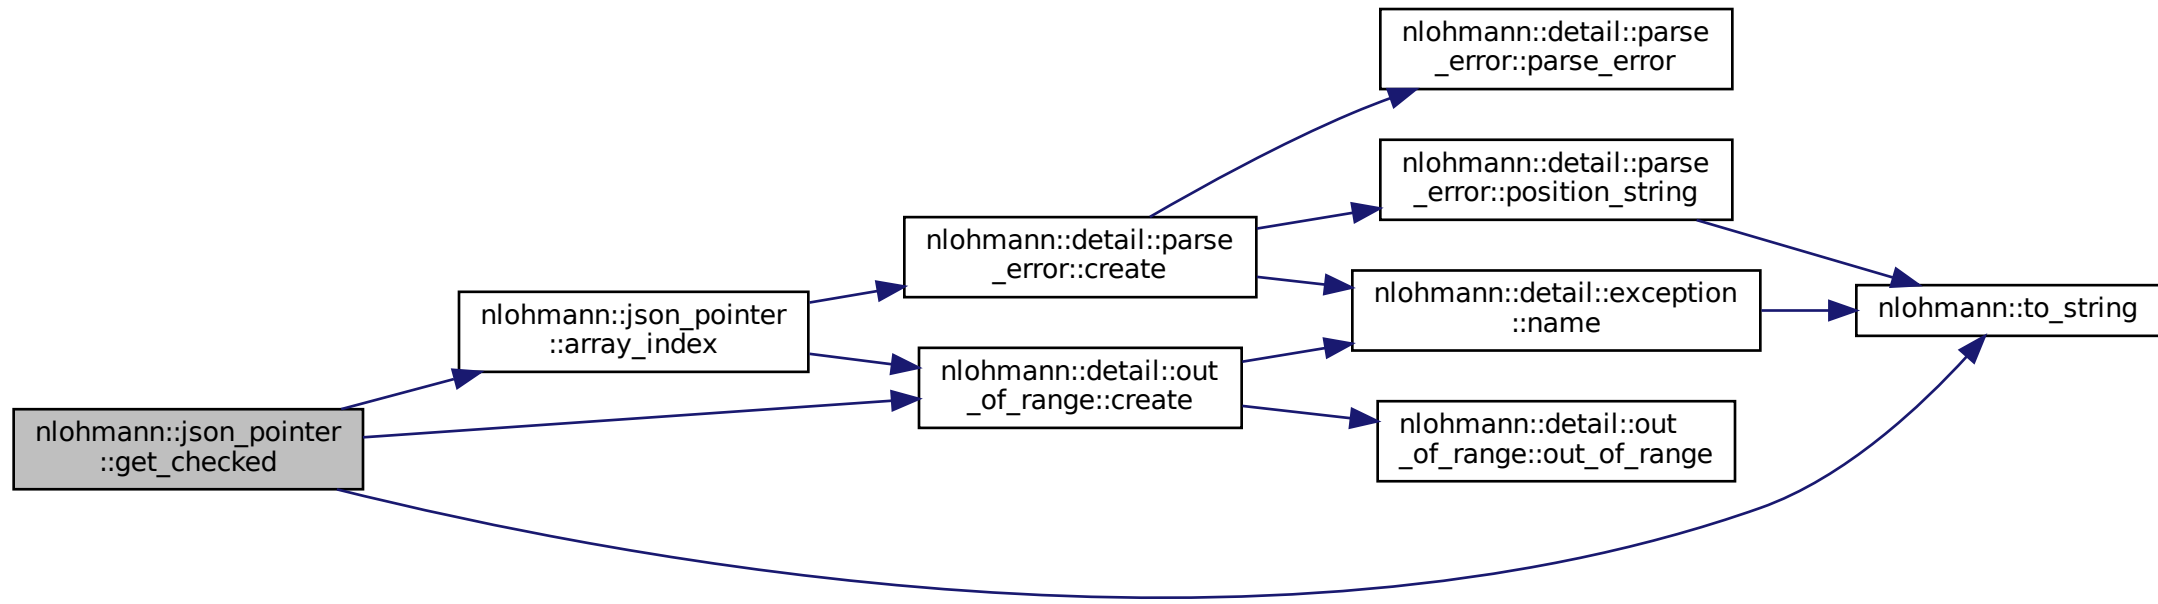 nlohmann::detail::parse
_error::parse_error
nlohmann::detail::parse
_error::position_string
nlohmann::detail::parse
_error::create
nlohmann::detail::exception
::name
nlohmann::to_string
nlohmann::json_pointer
::array_index
nlohmann::detail::out
_of_range::create
nlohmann::detail::out
_of_range::out_of_range
nlohmann::json_pointer
::get_checked